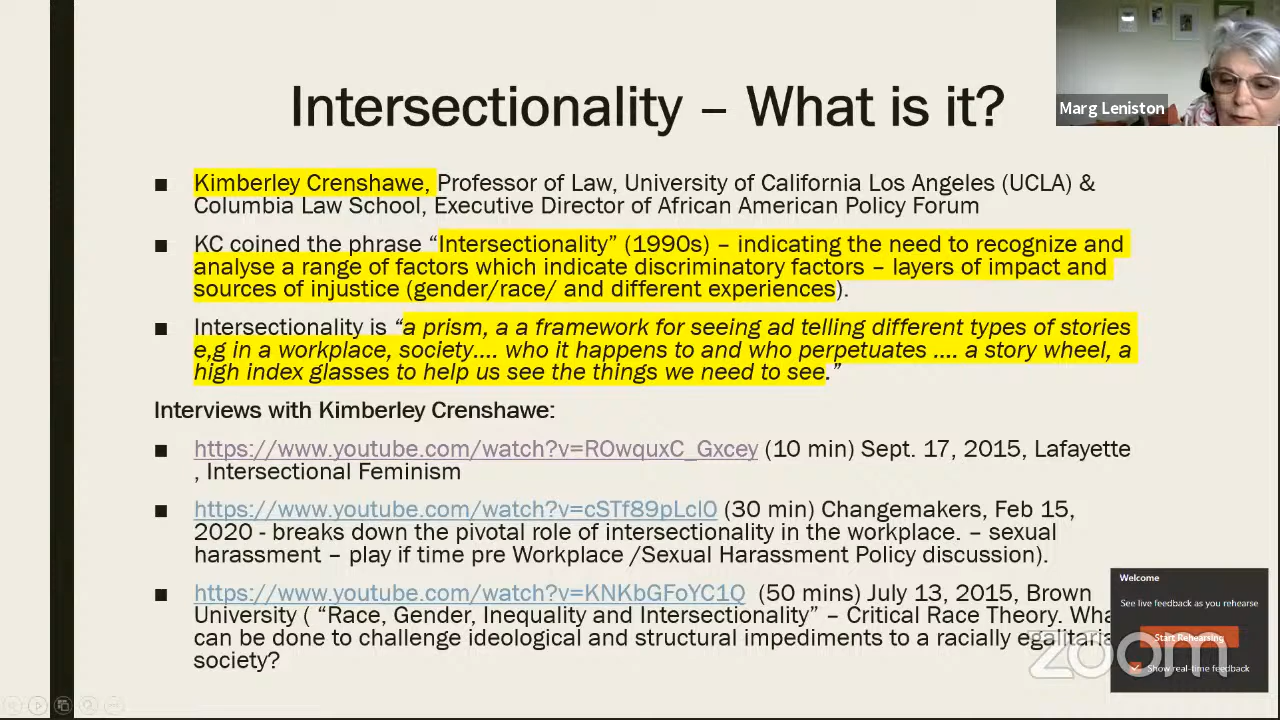 Intersectionality – What is it?
Marg Leniston
Kimberley Crenshawe, Professor of Law, University of California Los Angeles (UCLA) &
Columbia Law School, Executive Director of African American Policy Forum
KC coined the phrase “Intersectionality” (1990s) – indicating the need to recognize and
analyse a range of factors which indicate discriminatory factors – layers of impact and
sources of injustice (gender/race/ and different experiences).
Intersectionality is “a prism, a a framework for seeing ad telling different types of stories
e,g in a workplace, society.... who it happens to and who perpetuates .... a story wheel, a
high index glasses to help us see the things we need to see.”
Interviews with Kimberley Crenshawe:
https://www.youtube.com/watch?v=ROwquxC_Gxcey (10 min) Sept. 17, 2015, Lafayette
, Intersectional Feminism
https://www.youtube.com/watch?v=cSTf89pLcl0 (30 min) Changemakers, Feb 15,
2020 - breaks down the pivotal role of intersectionality in the workplace. – sexual
harassment – play if time pre Workplace /Sexual Harassment Policy discussion).
https://www.youtube.com/watch?v=KNKbGFoYC1Q (50 mins) July 13, 2015, Brown
University ( “Race, Gender, Inequality and Intersectionality” – Critical Race Theory. What
can be done to challenge ideological and structural impediments to a racially egalitaria
society?
Welcome
See live feedback as you rehearse
Start Rehearsing
Show real-time feedback
zoom